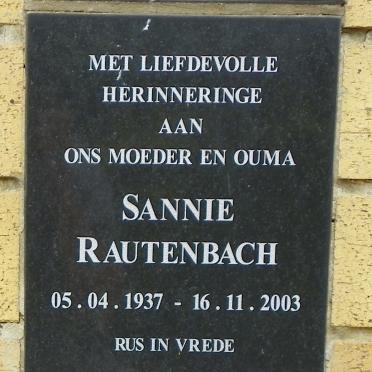 MET LIEFDEVOLLE
HERINNERINGE
AAN
ONS MOEDER EN OUMA
SANNIE
RAUTENBACH
05.04.1937 - 16.11.2003
RUS IN VREDE